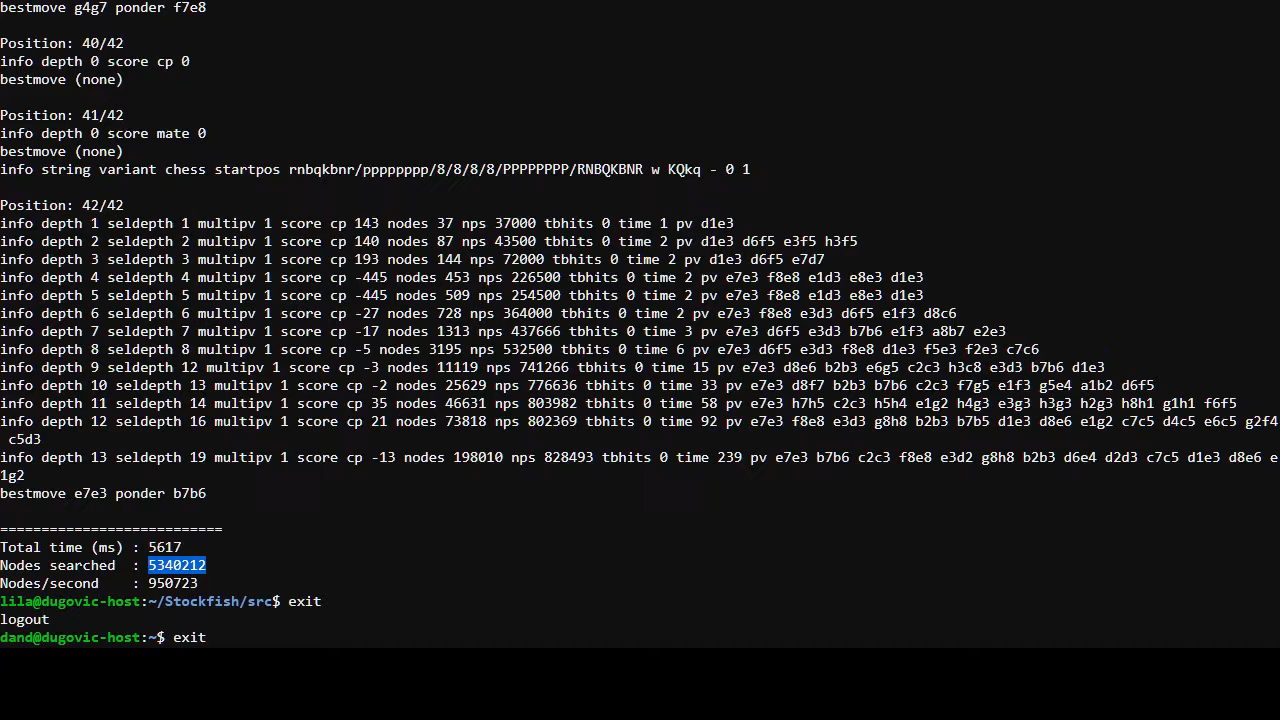 bestmove g4g7 ponder f7e8
Position: 40/42
info depth 0 score cp 0
bestmove (none)
Position: 41/42
info depth 0 score mate 0
bestmove (none)
info string variant chess startpos rnbqkbnr/pppppppp/8/8/8/8/PPPPPPPP/RNBQKBNR w KQkq - 0 1
Position: 42/42
info depth 1 seldepth 1 multipv 1 score cp 143 nodes 37 nps 37000 tbhits 0 time 1 pv d1e3
info depth 2 seldepth 2 multipv 1 score cp 140 nodes 87 nps 43500 tbhits 0 time 2 pv d1e3 d6f5 e3f5 h3f5
info depth 3 seldepth 3 multipv 1 score cp 193 nodes 144 nps 72000 tbhits 0 time 2 pv d1e3 d6f5 e7d7
info depth 4 seldepth 4 multipv 1 score cp -445 nodes 453 nps 226500 tbhits 0 time 2 pv e7e3 f8e8 e1d3 e8e3 d1e3
info depth 5 seldepth 5 multipv 1 score cp -445 nodes 509 nps 254500 tbhits 0 time 2 pv e7e3 f8e8 e1d3 e8e3 d1e3
info depth 6 seldepth 6 multipv 1 score cp -27 nodes 728 nps 364000 tbhits 0 time 2 pv e7e3 f8e8 e3d3 d6f5 e1f3 d8c6
info depth 7 seldepth 7 multipv 1 score cp -17 nodes 1313 nps 437666 tbhits 0 time 3 pv e7e3 d6f5 e3d3 b7b6 e1f3 a8b7 e2e3
info depth 8 seldepth 8 multipv 1 score cp -5 nodes 3195 nps 532500 tbhits 0 time 6 pv e7e3 d6f5 e3d3 f8e8 d1e3 f5e3 f2e3 c7c6
info depth 9 seldepth 12 multipv 1 score cp -3 nodes 11119 nps 741266 tbhits 0 time 15 pv e7e3 d8e6 b2b3 e6g5 c2c3 h3c8 e3d3 b7b6 d1e3
info depth 10 seldepth 13 multipv 1 score cp -2 nodes 25629 nps 776636 tbhits 0 time 33 pv e7e3 d8f7 b2b3 b7b6 c2c3 f7g5 e1f3 g5e4 a1b2 d6f5
info depth 11 seldepth 14 multipv 1 score cp 35 nodes 46631 nps 803982 tbhits 0 time 58 pv e7e3 h7h5 c2c3 h5h4 e1g2 h4g3 e3g3 h3g3 h2g3 h8h1 g1h1 f6f5
info depth 12 seldepth 16 multipv 1 score cp 21 nodes 73818 nps 802369 tbhits 0 time 92 pv e7e3 f8e8 e3d3 g8h8 b2b3 b7b5 d1e3 d8e6 e1g2 c7c5 d4c5 e6c5 g2f4
c5d3
info depth 13 seldepth 19 multipv 1 score cp -13 nodes 198010 nps 828493 tbhits 0 time 239 pv e7e3 b7b6 c2c3 f8e8 e3d2 g8h8 b2b3 d6e4 d2d3 c7c5 d1e3 d8e6 e
1g2
bestmove e7e3 ponder b7b6
===========================
Total time (ms) : 5617
Nodes searched  : 5340212
Nodes/second    : 950723
lila@dugovic-host:~/Stockfish/src$ exit
logout
dand@dugovic-host:~$ exit